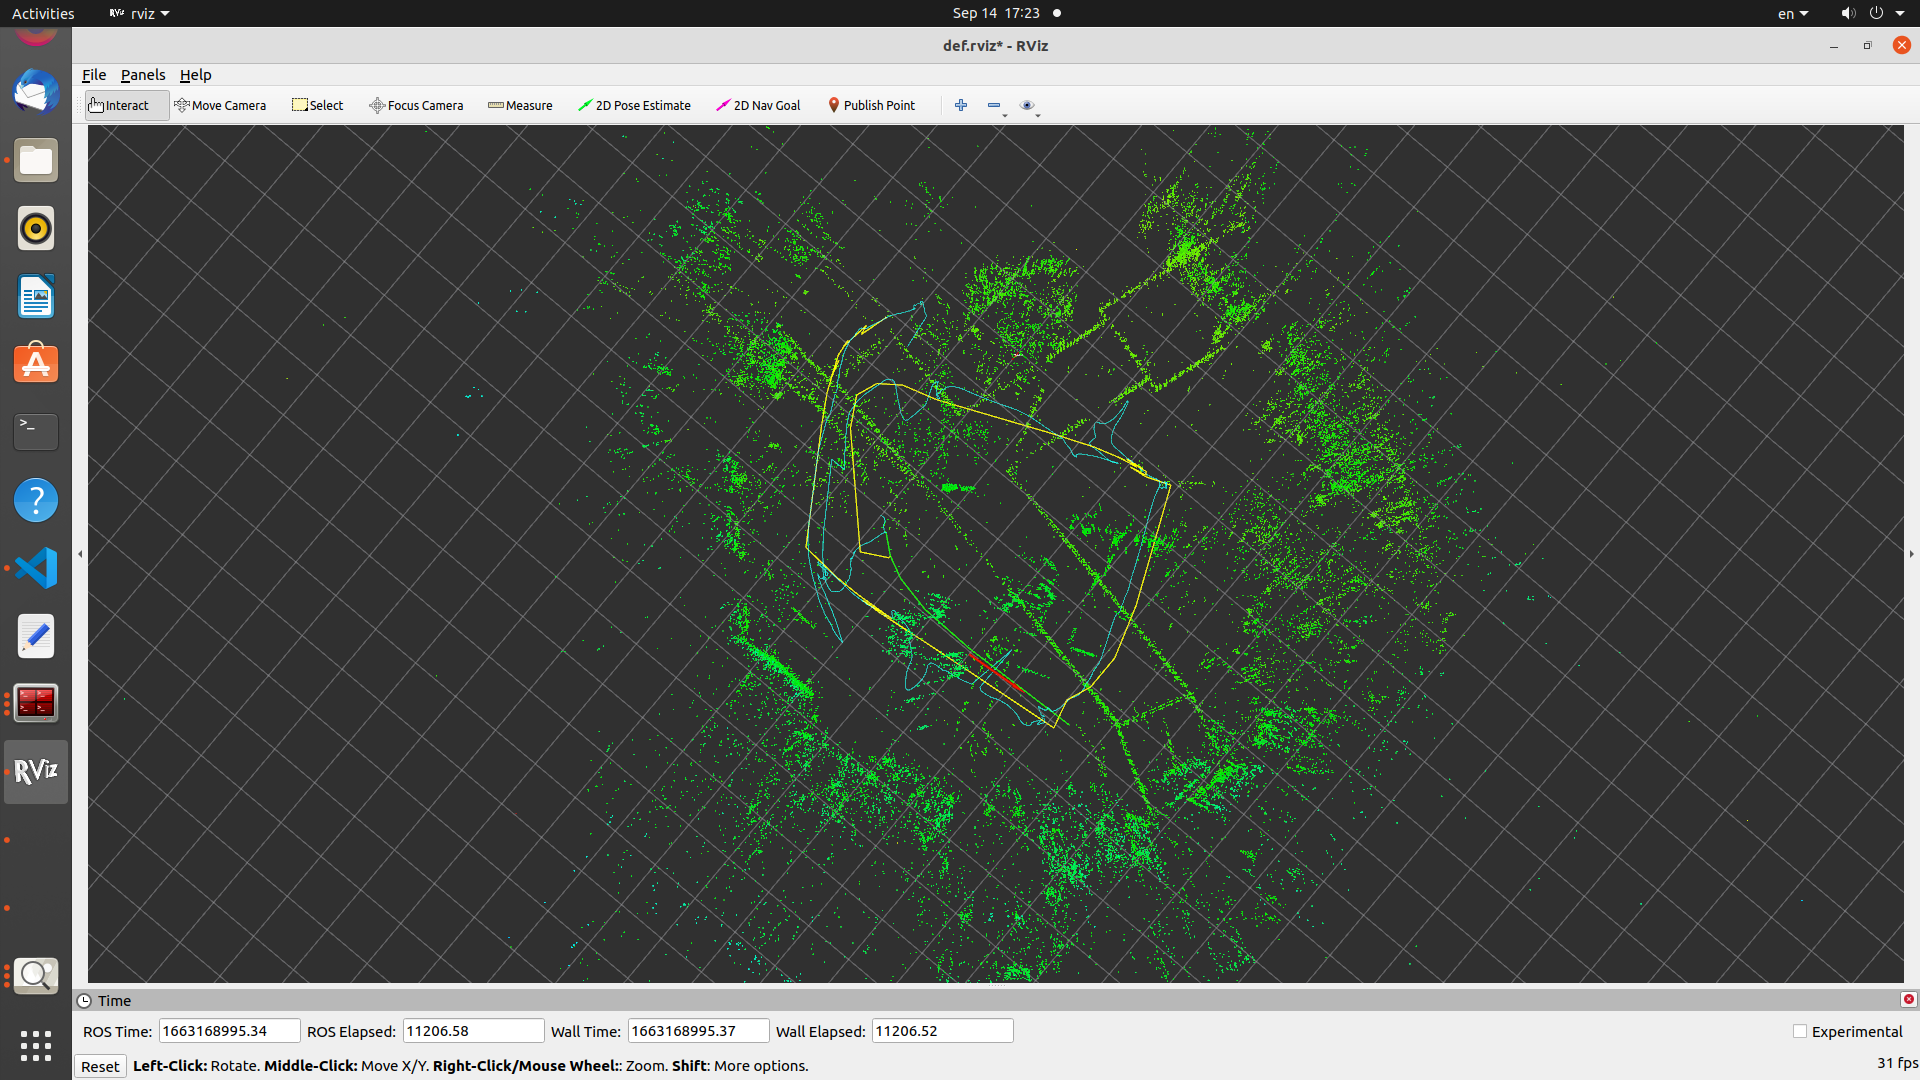 Activities RViz rviz Sep 14 17:23 en
def.rviz* - RViz
File Panels Help
Interact Move Camera Select Focus Camera Measure 2D Pose Estimate 2D Nav Goal Publish Point
>_
?
RViz
Time
ROS Time: 1663168995.34 ROS Elapsed: 11206.58 Wall Time: 1663168995.37 Wall Elapsed: 11206.52 Experimental
Reset Left-Click: Rotate. Middle-Click: Move X/Y. Right-Click/Mouse Wheel:: Zoom. Shift: More options. 31 fps